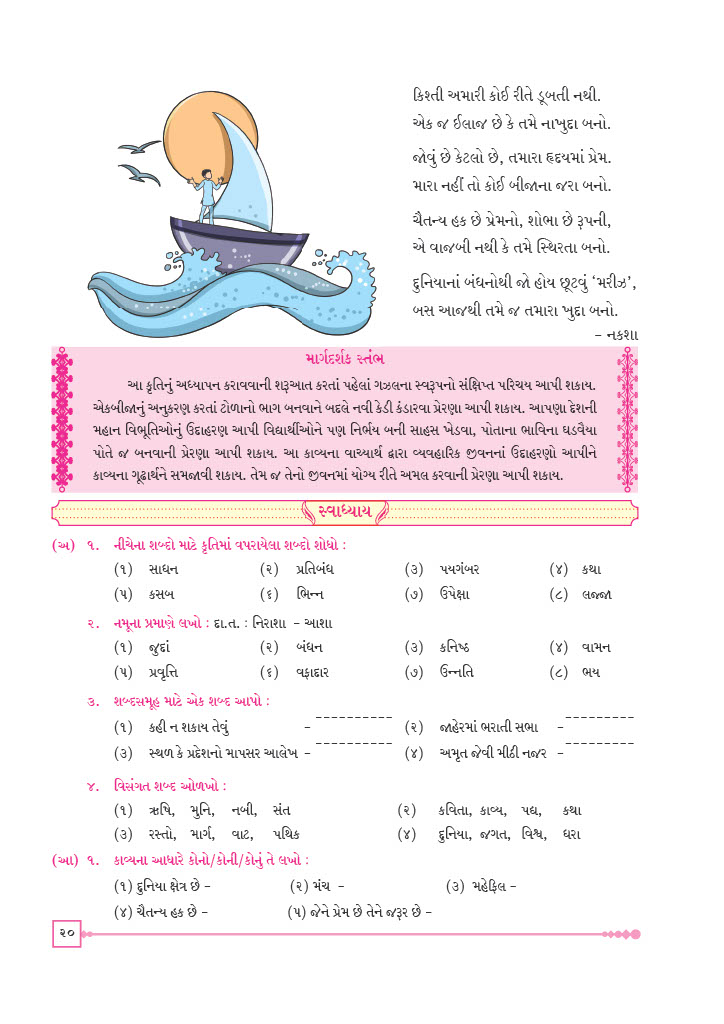 કિશ્તી અમારી કોઈ રીતે ડૂબતી નથી.
એક જ ઈલાજ છે કે તમે નાખુદા બનો.
જોવું છે કેટલો છે, તમારા હૃદયમાં પ્રેમ.
મારા નહીં તો કોઈ બીજાના જરા બનો.
ચૈતન્ય હક છે પ્રેમનો, શોભા છે રૂપની,
એ વાજબી નથી કે તમે સ્થિરતા બનો.
દુનિયાનાં બંધનોથી જો હોય છૂટવું ‘મરીઝ’,
બસ આજથી તમે જ તમારા ખુદા બનો.
– નકશા
માર્ગદર્શક સ્તંભ
આ કૃતિનું અધ્યાપન કરાવવાની શરૂઆત કરતાં પહેલાં ગઝલના સ્વરૂપનો સંક્ષિપ્ત પરિચય આપી શકાય.
એકબીજાનું અનુકરણ કરતાં ટોળાનો ભાગ બનવાને બદલે નવી કેડી કંડારવા પ્રેરણા આપી શકાય. આપણા દેશની
મહાન વિભૂતિઓનું ઉદાહરણ આપી વિદ્યાર્થીઓને પણ નિર્ભય બની સાહસ ખેડવા, પોતાના ભાવિના ઘડવૈયા
પોતે જ બનવાની પ્રેરણા આપી શકાય. આ કાવ્યના વાચ્યાર્થ દ્વારા વ્યવહારિક જીવનનાં ઉદાહરણો આપીને
કાવ્યના ગૂઢાર્થને સમજાવી શકાય. તેમ જ તેનો જીવનમાં યોગ્ય રીતે અમલ કરવાની પ્રેરણા આપી શકાય.
સ્વાધ્યાય
(અ) ૧. નીચેના શબ્દો માટે કૃતિમાં વપરાયેલા શબ્દો શોધો :
(૧) સાધન (૨) પ્રતિબંધ (૩) પયગંબર (૪) કથા
(૫) કસબ (૬) ભિન્ન (૭) ઉપેક્ષા (૮) લજ્જા
૨. નમૂના પ્રમાણે લખો : દા.ત. : નિરાશા – આશા
(૧) જુદાં (૨) બંધન (૩) કનિષ્ઠ (૪) વામન
(૫) પ્રવૃત્તિ (૬) વફાદાર (૭) ઉન્નતિ (૮) ભય
૩. શબ્દસમૂહ માટે એક શબ્દ આપો :
(૧) કહી ન શકાય તેવું – ---------- (૨) જાહેરમાં ભરાતી સભા – ---------
(૩) સ્થળ કે પ્રદેશનો માપસર આલેખ – ---------- (૪) અમૃત જેવી મીઠી નજર – ---------
૪. વિસંગત શબ્દ ઓળખો :
(૧) ઋષિ, મુનિ, નબી, સંત (૨) કવિતા, કાવ્ય, પદ્ય, કથા
(૩) રસ્તો, માર્ગ, વાટ, પથિક (૪) દુનિયા, જગત, વિશ્વ, ધરા
(આ) ૧. કાવ્યના આધારે કોનો/કોની/કોનું તે લખો :
(૧) દુનિયા ક્ષેત્ર છે – (૨) મંચ – (૩) મહેફિલ –
(૪) ચૈતન્ય હક છે – (૫) જેને પ્રેમ છે તેને જરૂર છે –
૨૦